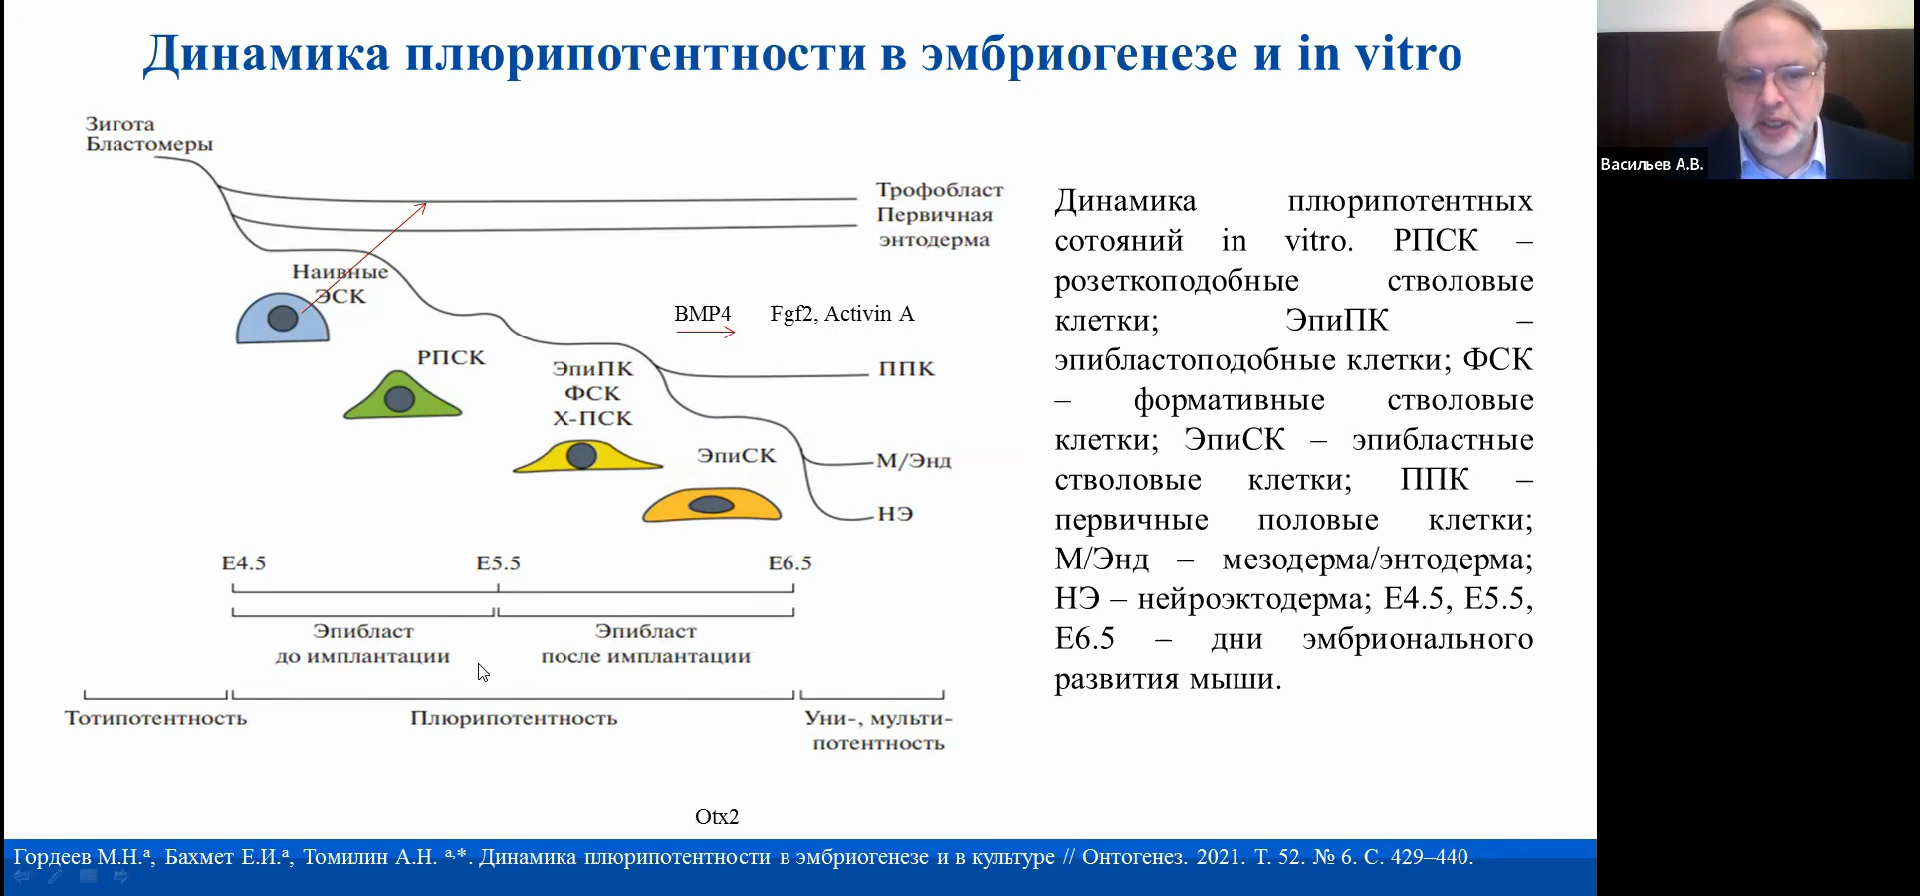 Динамика плюрипотентности в эмбриогенезе и in vitro
Зигота
Бластомеры
Трофобласт
Первичная
энтодерма
Наивные
ЭСК
BMP4
Fgf2, Activin A
РПСК
ЭпиПК
ФСК
Х-ПСК
ППК
ЭпиСК
М/Энд
НЭ
E4.5
E5.5
E6.5
Эпибласт
до имплантации
Эпибласт
после имплантации
Тотипотентность
Плюрипотентность
Уни-, мульти-
потентность
Otx2
Динамика плюрипотентных
сотояний in vitro. РПСК –
розеткоподобные стволовые
клетки; ЭпиПК –
эпибластоподобные клетки; ФСК
– формативные стволовые
клетки; ЭпиСК – эпибластные
стволовые клетки; ППК –
первичные половые клетки;
М/Энд – мезодерма/энтодерма;
НЭ – нейроэктодерма; Е4.5, Е5.5,
Е6.5 – дни эмбрионального
развития мыши.
Гордеев М.Н.ᵃ, Бахмет Е.И.ᵃ, Томилин А.Н. ᵃ,*. Динамика плюрипотентности в эмбриогенезе и в культуре // Онтогенез. 2021. Т. 52. № 6. С. 429–440.
Васильев А.В.